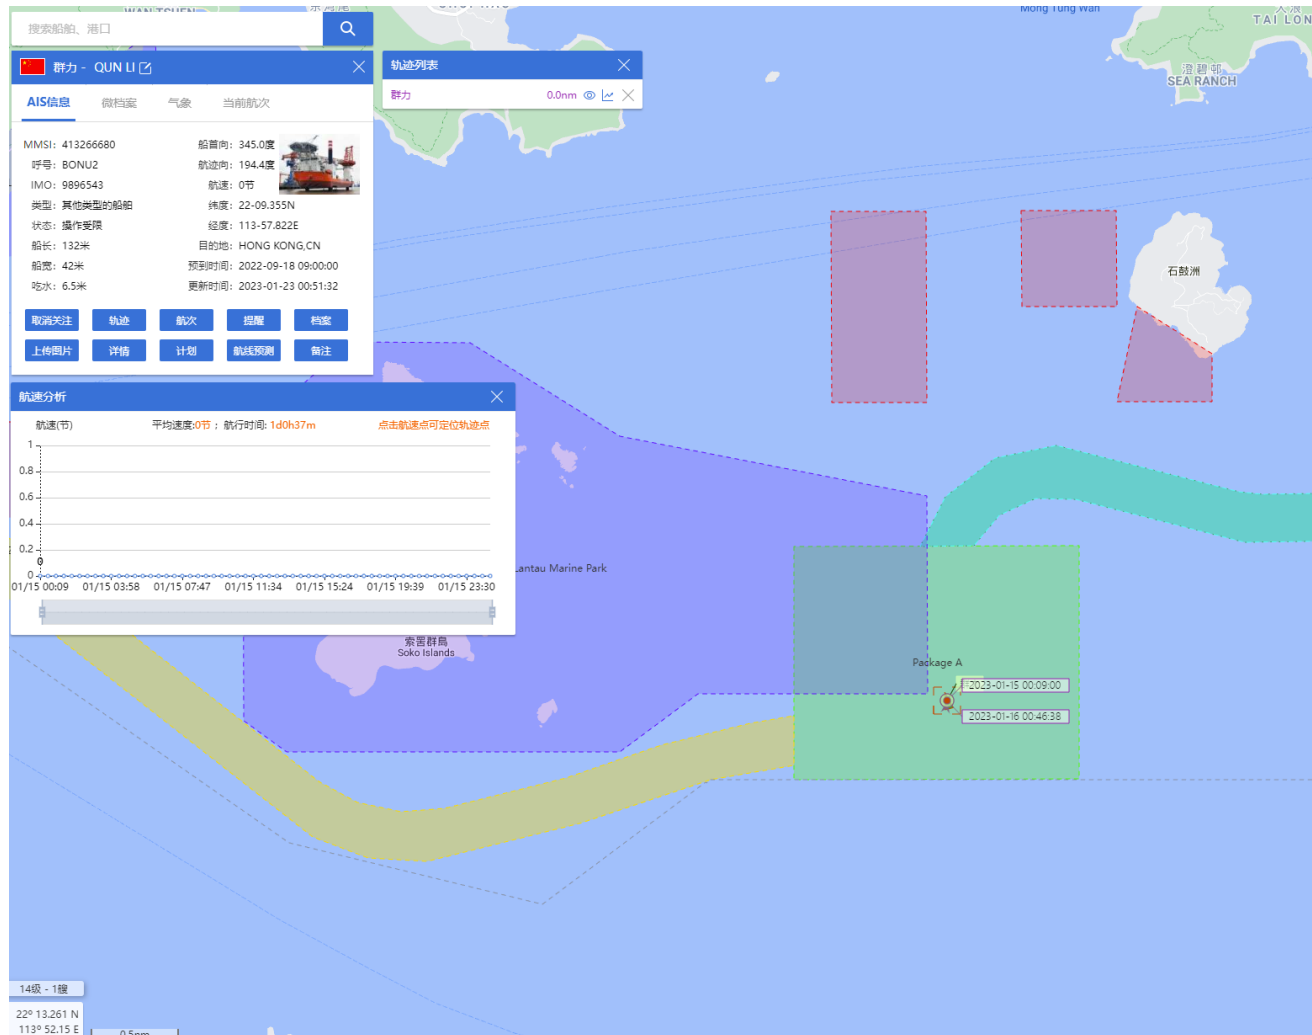 Mong Tung Wan
TAI LON
搜索船舶、港口
群力 - QUN LI
轨迹列表
澄碧邨
SEA RANCH
AIS信息 微档案 气象 当前航次
群力 0.0nm
MMSI: 413266680 船首向: 345.0度
呼号: BONU2 航迹向: 194.4度
IMO: 9896543 航速: 0节
类型: 其他类型的船舶 纬度: 22-09.355N
状态: 操作受限 经度: 113-57.822E
船长: 132米 目的地: HONG KONG,CN
船宽: 42米 预到时间: 2022-09-18 09:00:00
吃水: 6.5米 更新时间: 2023-01-23 00:51:32
石鼓洲
取消关注 轨迹 航次 提醒 档案
上传图片 详情 计划 航线预测 备注
航速分析
航速(节) 平均速度:0节 ; 航行时间: 1d0h37m 点击航速点可定位轨迹点
1
0.8
0.6
0.4
0.2
0
0
01/15 00:09 01/15 03:58 01/15 07:47 01/15 11:34 01/15 15:24 01/15 19:39 01/15 23:30
Lantau Marine Park
索罟群島
Soko Islands
Package A
2023-01-15 00:09:00
2023-01-16 00:46:38
14级 - 1艘
22º 13.261 N
113º 52.15 E
0.5nm